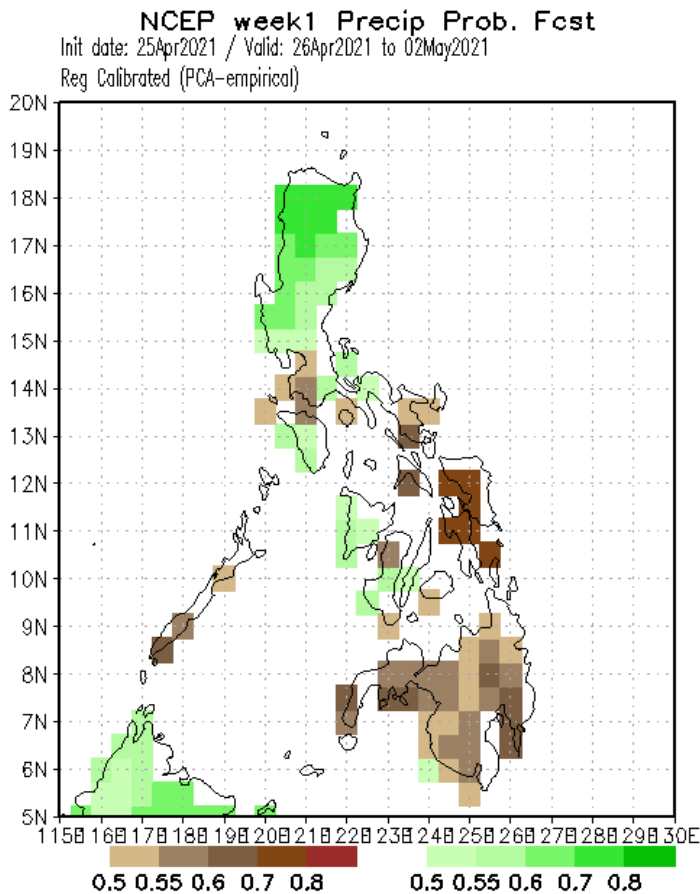 NCEP week1 Precip Prob. Fcst
Init date: 25Apr2021 / Valid: 26Apr2021 to 02May2021
Reg Calibrated (PCA-empirical)
20N
19N
18N
17N
16N
15N
14N
13N
12N
11N
10N
9N
8N
7N
6N
5N
115E 116E 117E 118E 119E 120E 121E 122E 123E 124E 125E 126E 127E 128E 129E 130E
0.5 0.55 0.6 0.7 0.8 0.5 0.55 0.6 0.7 0.8